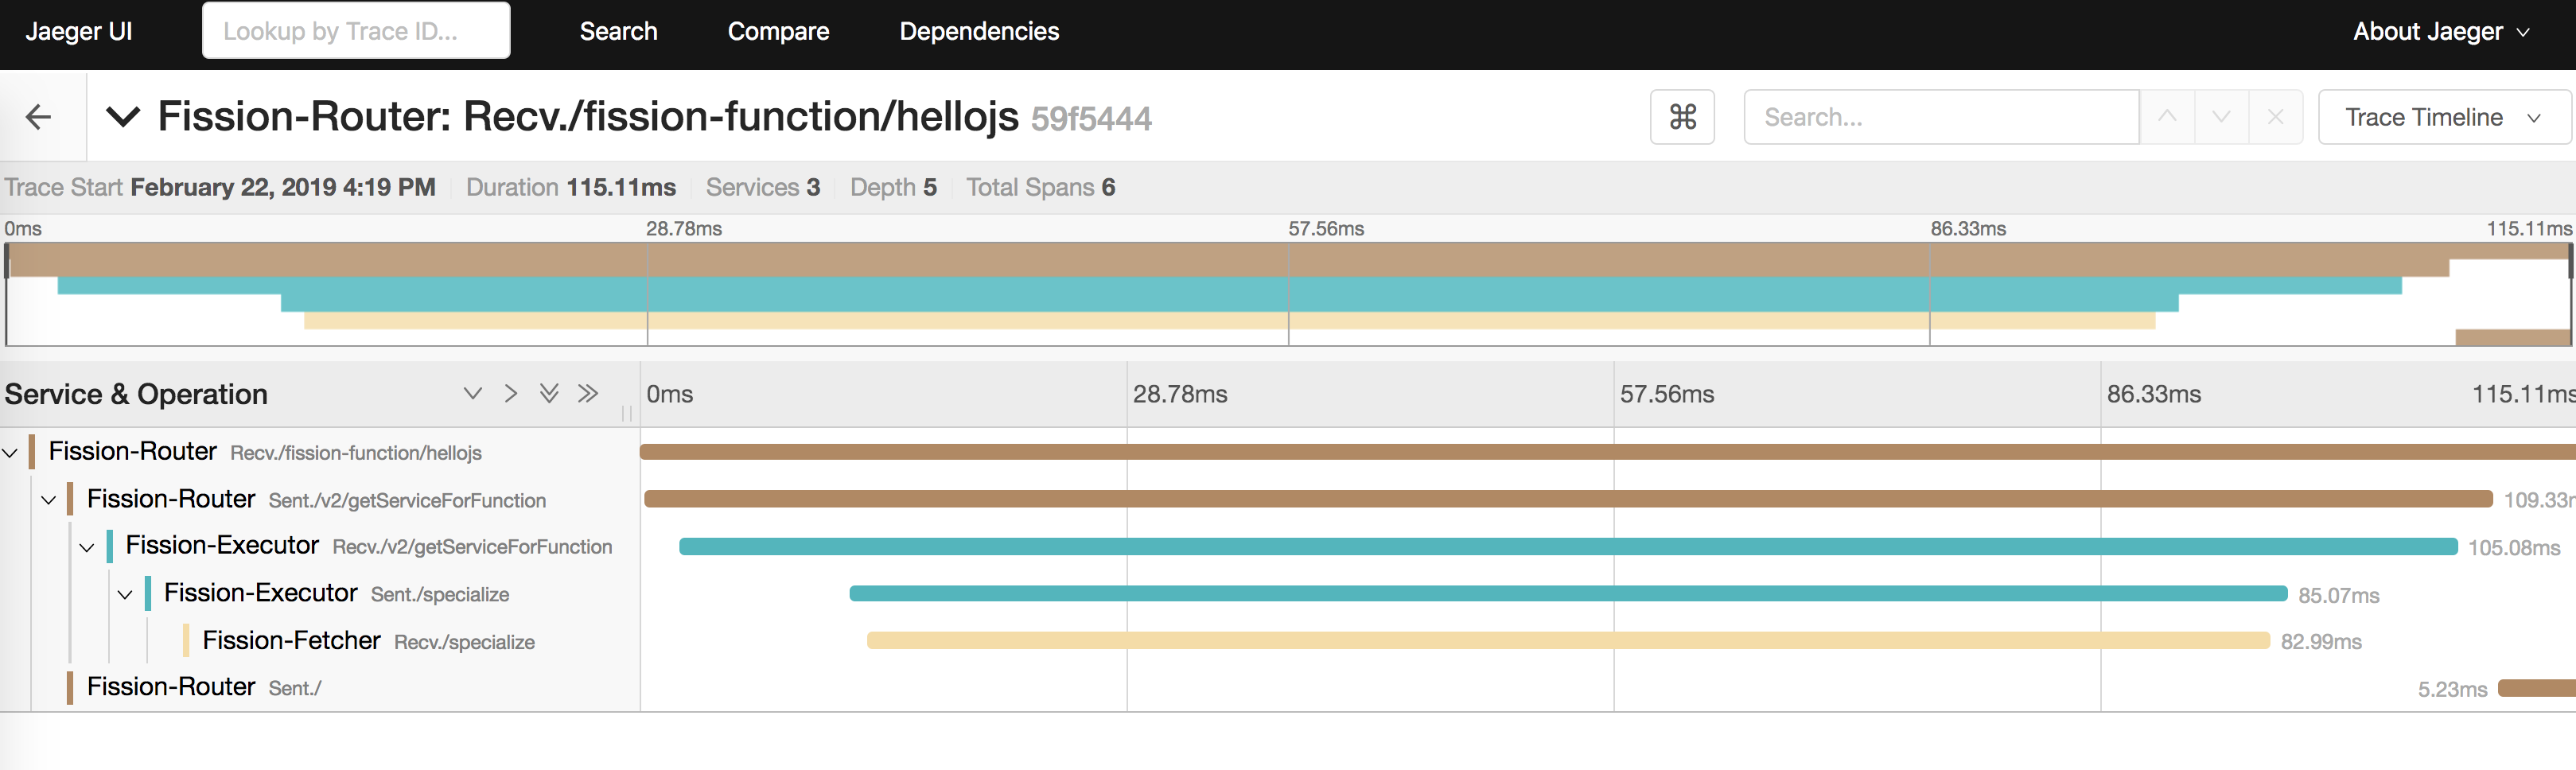 Jaeger UI Lookup by Trace ID... Search Compare Dependencies About Jaeger
Fission-Router: Recv./fission-function/hellojs 59f5444 ⌘ Search... Trace Timeline
Trace Start February 22, 2019 4:19 PM Duration 115.11ms Services 3 Depth 5 Total Spans 6
0ms 28.78ms 57.56ms 86.33ms 115.11ms
Service & Operation 0ms 28.78ms 57.56ms 86.33ms 115.11ms
Fission-Router Recv./fission-function/hellojs
Fission-Router Sent./v2/getServiceForFunction 109.33m
Fission-Executor Recv./v2/getServiceForFunction 105.08ms
Fission-Executor Sent./specialize 85.07ms
Fission-Fetcher Recv./specialize 82.99ms
Fission-Router Sent./ 5.23ms